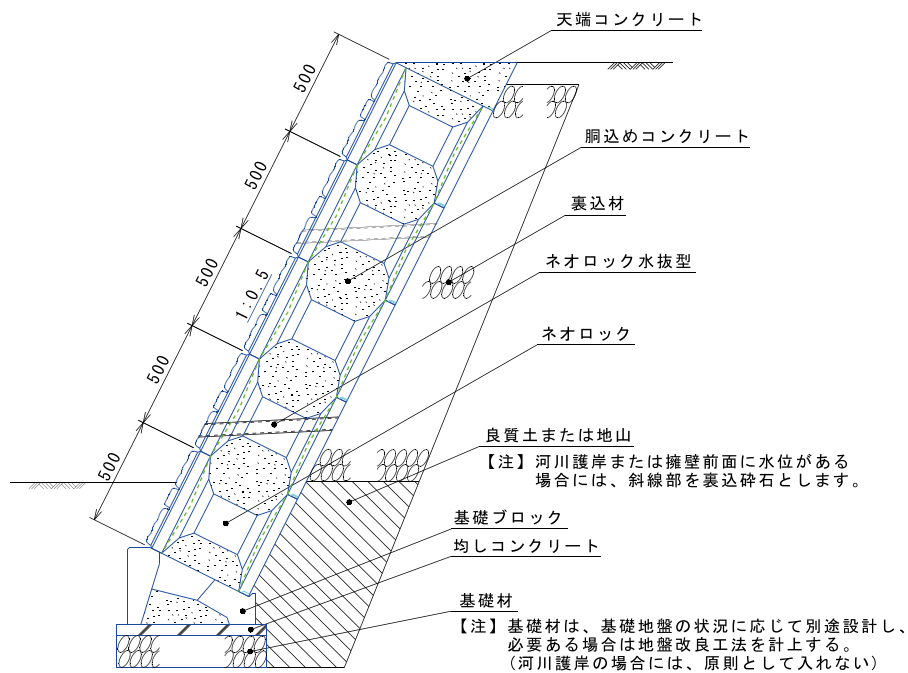 天端コンクリート
500
胴込めコンクリート
500
裏込材
ネオロック水抜型
500
1:0.5
ネオロック
500
良質土または地山
【注】河川護岸または擁壁前面に水位がある
場合には、斜線部を裏込砕石とします。
500
基礎ブロック
均しコンクリート
基礎材
【注】基礎材は、基礎地盤の状況に応じて別途設計し、
必要ある場合は地盤改良工法を計上する。
(河川護岸の場合には、原則として入れない)